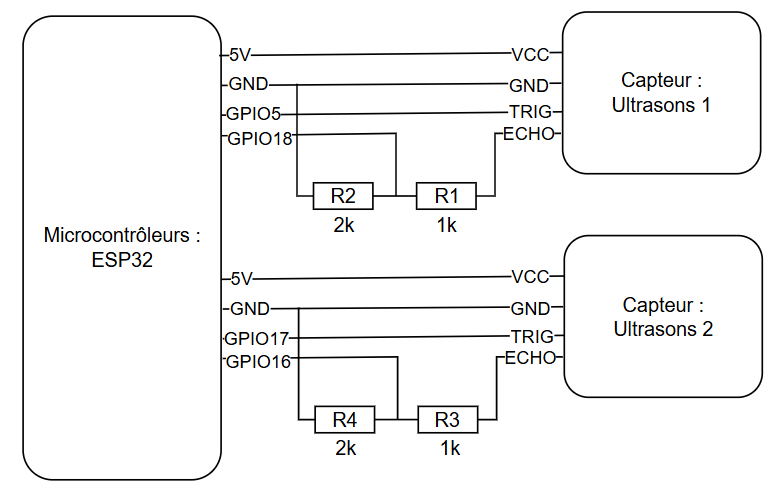 5V
VCC
GND
GND
GPIO5
TRIG
GPIO18
ECHO
Capteur :
Ultrasons 1
R2
R1
2k
1k
Microcontrôleurs :
ESP32
5V
VCC
GND
GND
GPIO17
TRIG
GPIO16
ECHO
Capteur :
Ultrasons 2
R4
R3
2k
1k